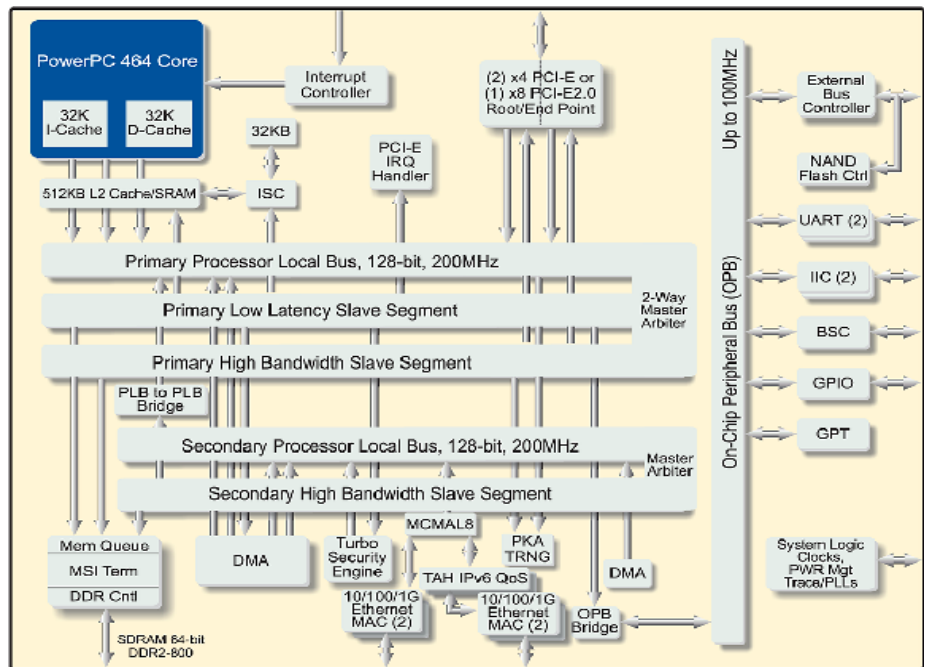 PowerPC 464 Core
32K
I-Cache
32K
D-Cache
Interrupt
Controller
(2) x4 PCI-E or
(1) x8 PCI-E2.0
Root/End Point
Up to 100MHz
External
Bus
Controller
32KB
PCI-E
IRQ
Handler
NAND
Flash Ctrl
512KB L2 Cache/SRAM
ISC
UART (2)
Primary Processor Local Bus, 128-bit, 200MHz
Primary Low Latency Slave Segment
2-Way
Master
Arbiter
Primary High Bandwidth Slave Segment
On-Chip Peripheral Bus (OPB)
IIC (2)
BSC
GPIO
GPT
PLB to PLB
Bridge
Secondary Processor Local Bus, 128-bit, 200MHz
Master
Arbiter
Secondary High Bandwidth Slave Segment
Mem Queue
MSI Term
DDR Cntl
DMA
Turbo
Security
Engine
MCMAL8
PKA
TRNG
TAH IPv6 QoS
DMA
System Logic
Clocks,
PWR Mgt
Trace/PLLs
10/100/1G
Ethernet
MAC (2)
10/100/1G
Ethernet
MAC (2)
OPB
Bridge
SDRAM 64-bit
DDR2-800